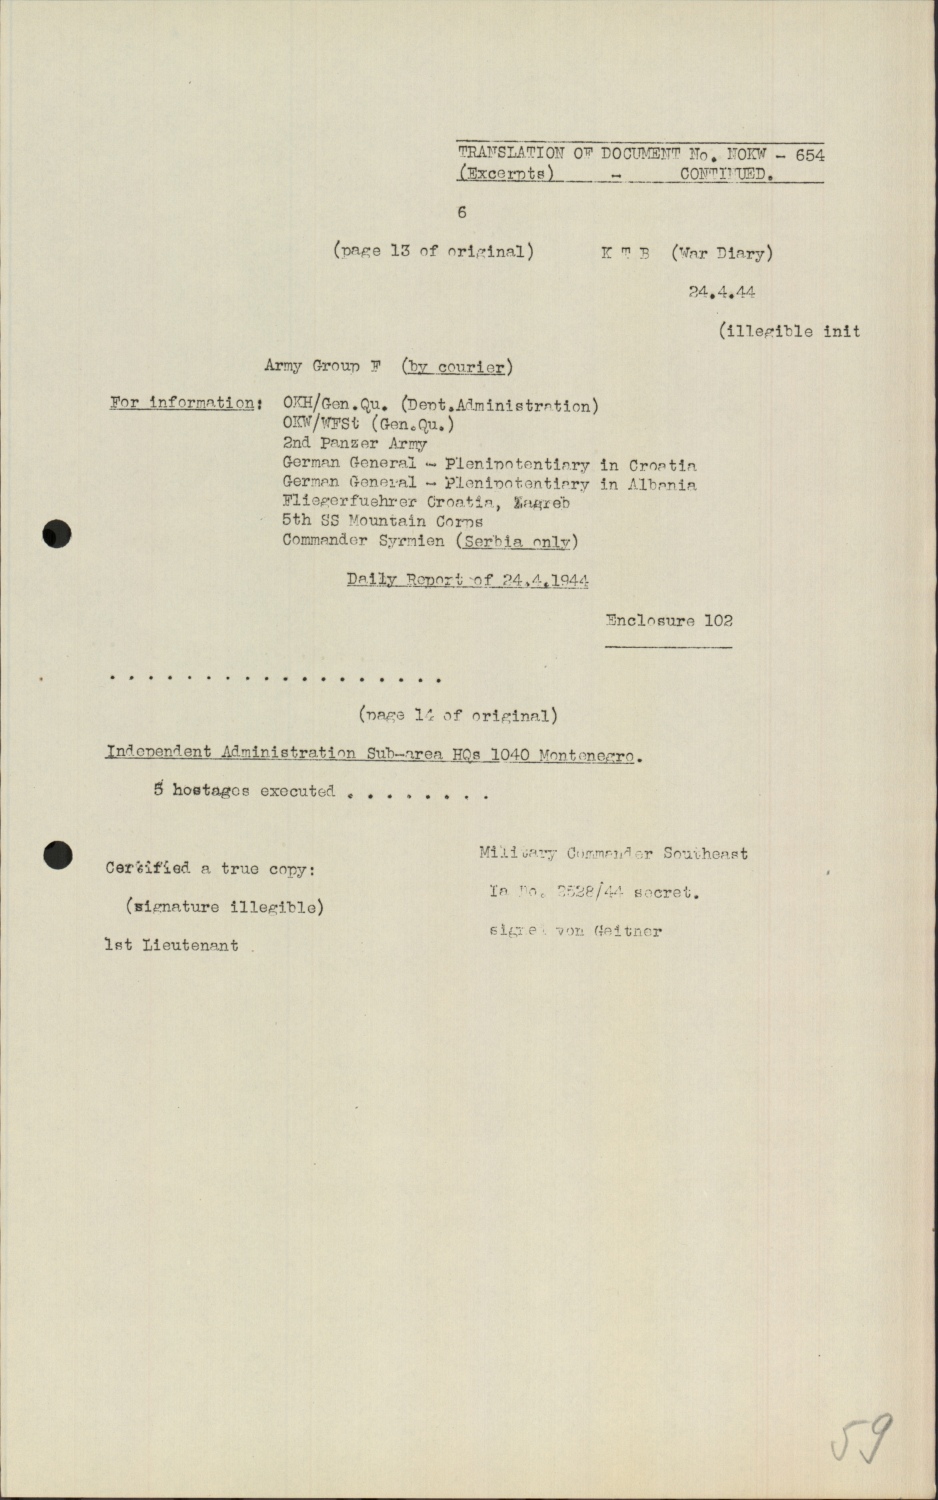 TRANSLATION OF DOCUMENT No. NOKW - 654
(Excerpts) - CONTINUED.
6
(page 13 of original) K T B (War Diary)
24.4.44
(illegible init
Army Group F (by courier)
For information: OKH/Gen.Qu. (Dept.Administration)
OKW/WFSt (Gen.Qu.)
2nd Panzer Army
German General - Plenipotentiary in Croatia
German General - Plenipotentiary in Albania
Fliegerfuehrer Croatia, Zagreb
5th SS Mountain Corps
Commander Syrmien (Serbia only)
Daily Report of 24.4.1944
Enclosure 102
. . . . . . . . . . . . . . . . . .
(page 14 of original)
Independent Administration Sub-area HQs 1040 Montenegro.
5 hostages executed . . . . . . . .
Military Commander Southeast
Certified a true copy:
Ia No. /44 secret.
(signature illegible)
signed von Geitner
1st Lieutenant
59